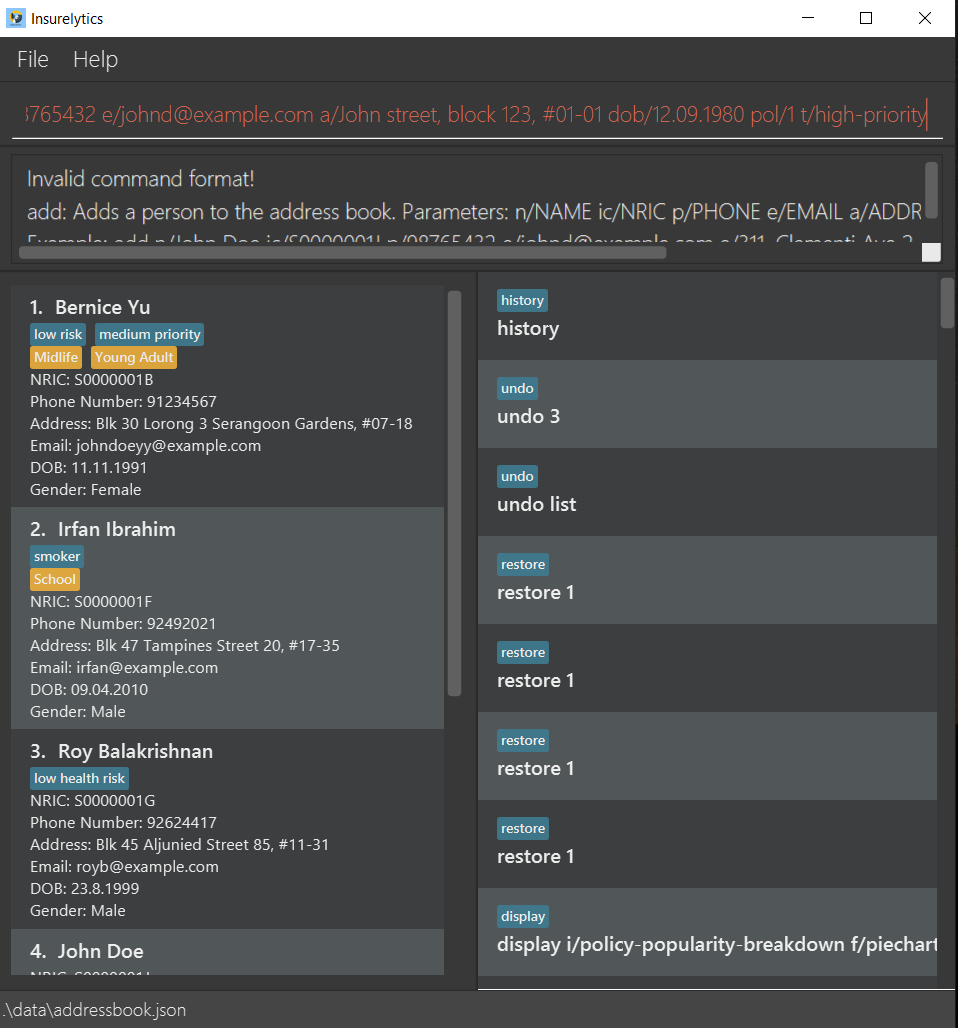 Insurelytics
File Help
8765432 e/johnd@example.com a/John street, block 123, #01-01 dob/12.09.1980 pol/1 t/high-priority
Invalid command format!
add: Adds a person to the address book. Parameters: n/NAME ic/NRIC p/PHONE e/EMAIL a/ADDR
1. Bernice Yu
low risk medium priority
Midlife Young Adult
NRIC: S0000001B
Phone Number: 91234567
Address: Blk 30 Lorong 3 Serangoon Gardens, #07-18
Email: johndoeyy@example.com
DOB: 11.11.1991
Gender: Female
2. Irfan Ibrahim
smoker
School
NRIC: S0000001F
Phone Number: 92492021
Address: Blk 47 Tampines Street 20, #17-35
Email: irfan@example.com
DOB: 09.04.2010
Gender: Male
3. Roy Balakrishnan
low health risk
NRIC: S0000001G
Phone Number: 92624417
Address: Blk 45 Aljunied Street 85, #11-31
Email: royb@example.com
DOB: 23.8.1999
Gender: Male
4. John Doe
history
history
undo
undo 3
undo
undo list
restore
restore 1
restore
restore 1
restore
restore 1
restore
restore 1
display
display i/policy-popularity-breakdown f/piechart
.\data\addressbook.json